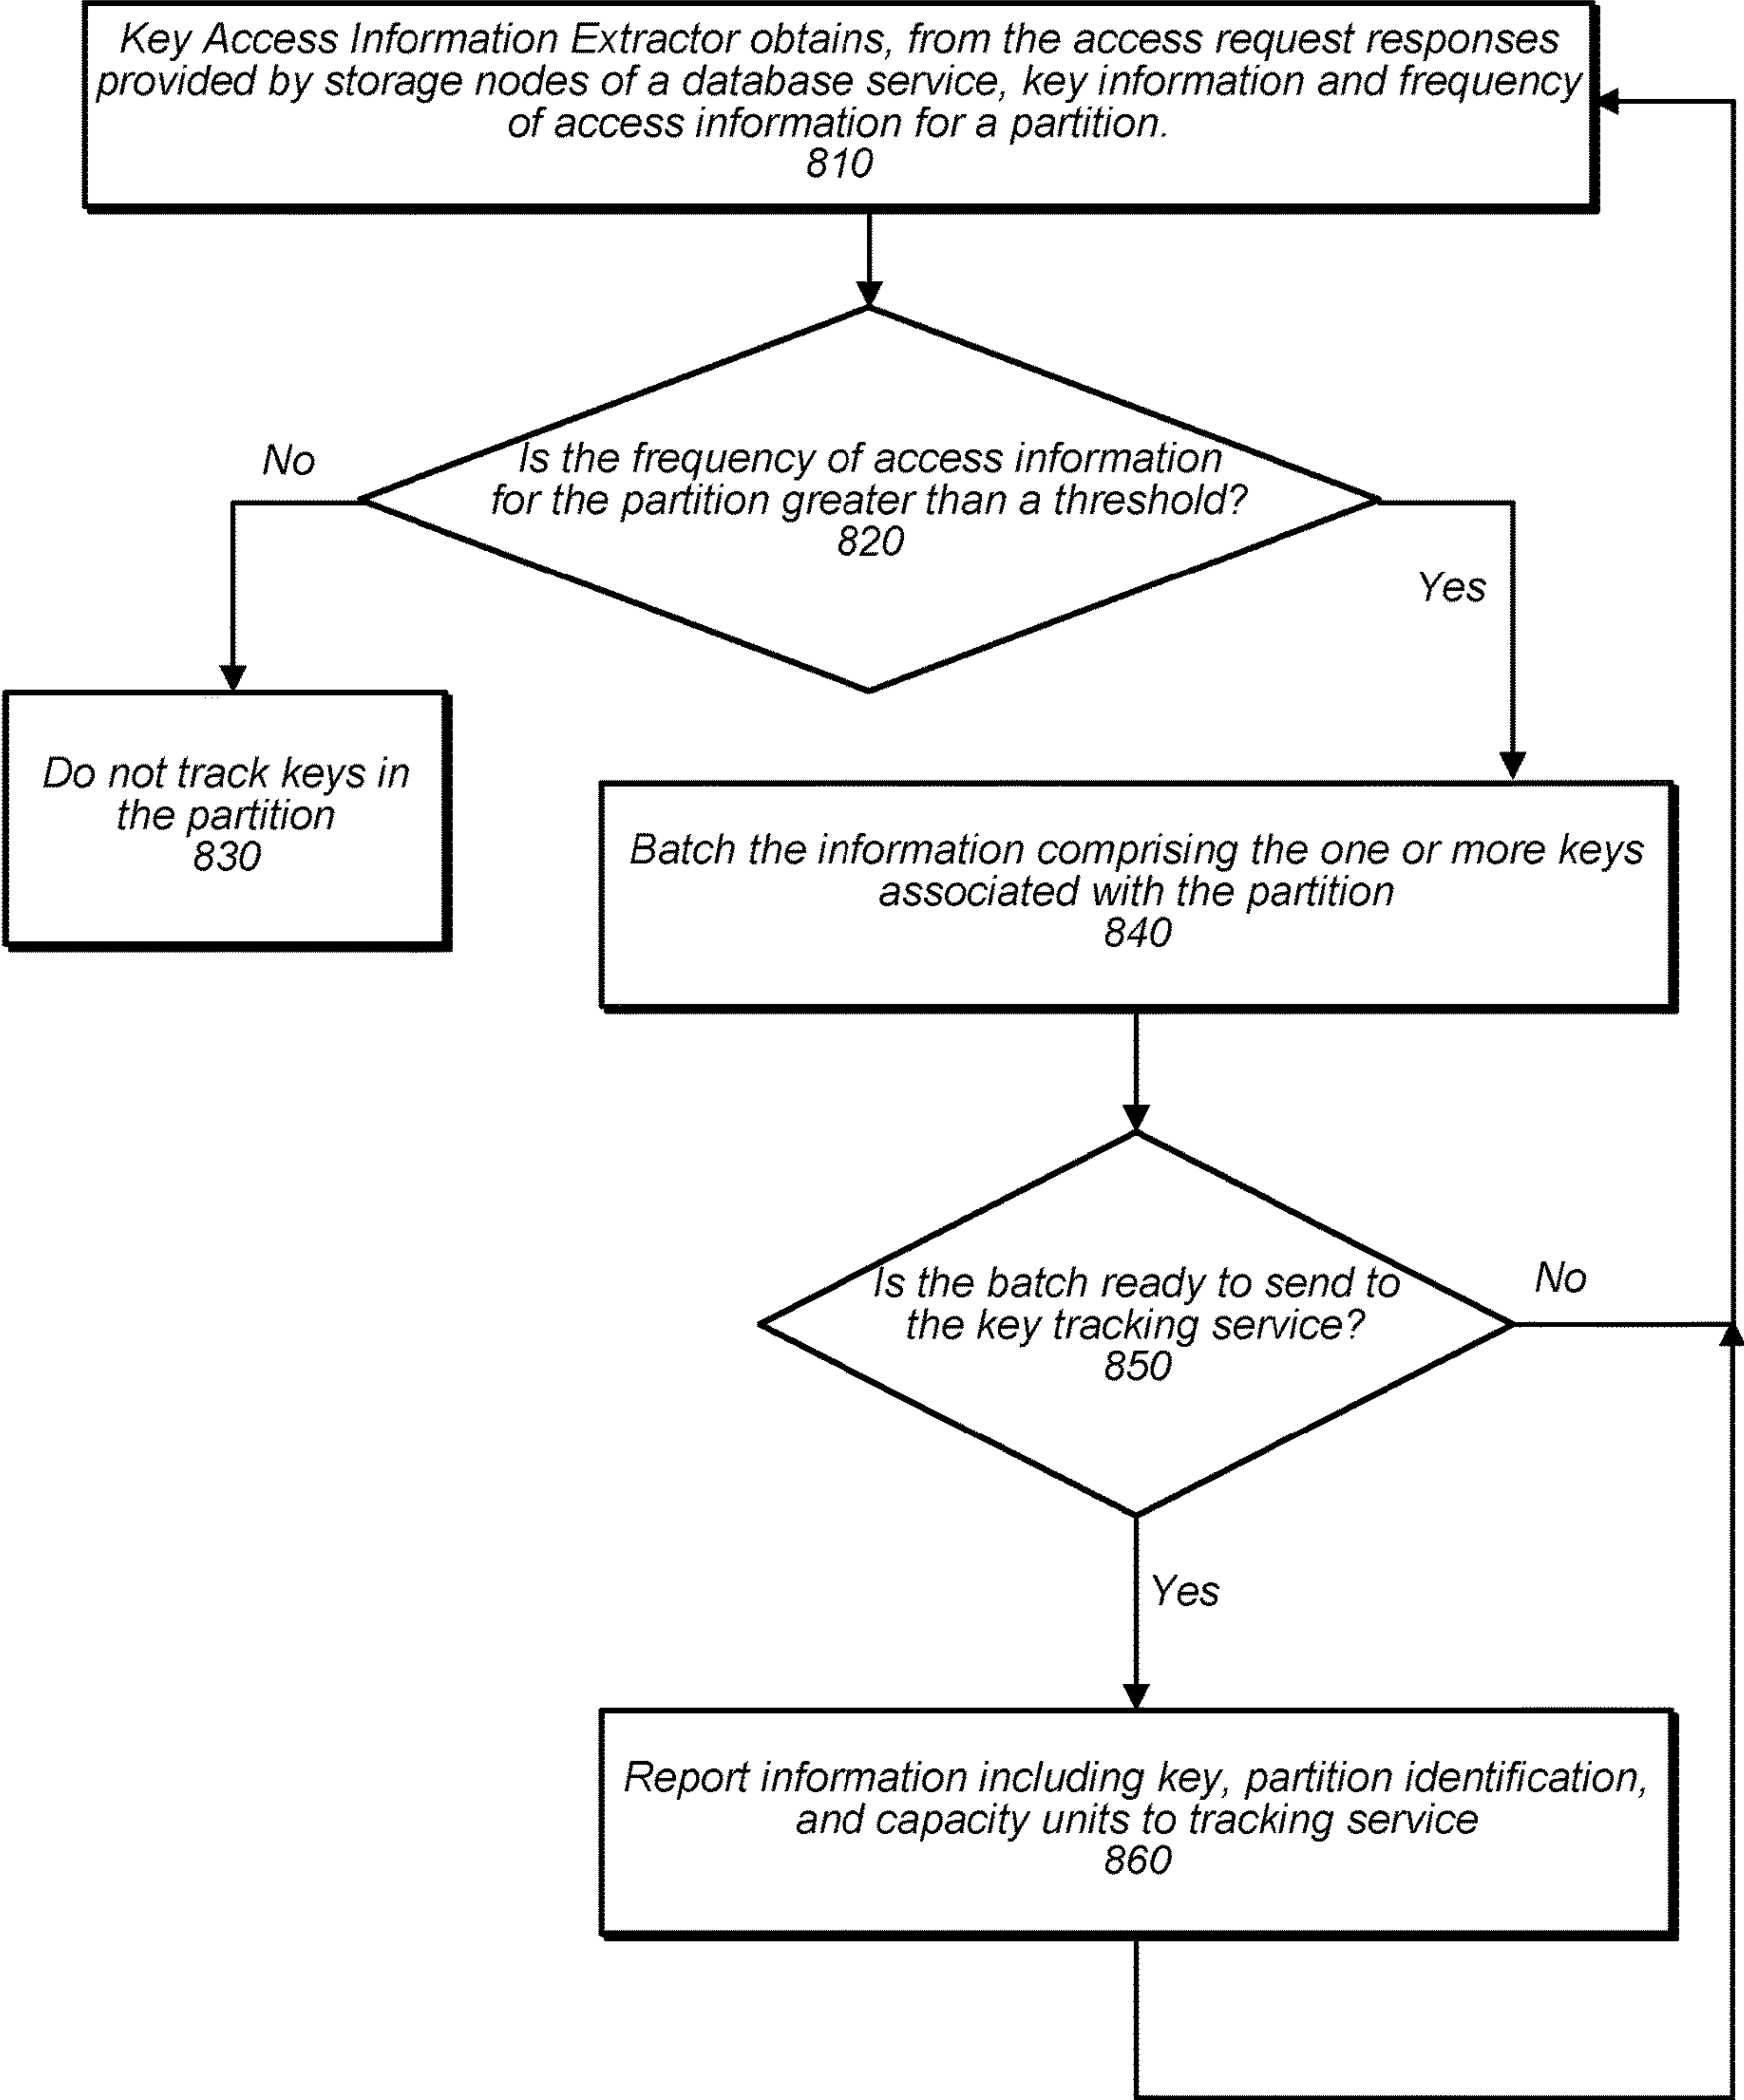 Key Access Information Extractor obtains, from the access request responses
provided by storage nodes of a database service, key information and frequency
of access information for a partition.
810
Is the frequency of access information
for the partition greater than a threshold?
820
No
Yes
Do not track keys in
the partition
830
Batch the information comprising the one or more keys
associated with the partition
840
Is the batch ready to send to
the key tracking service?
850
No
Yes
Report information including key, partition identification,
and capacity units to tracking service
860